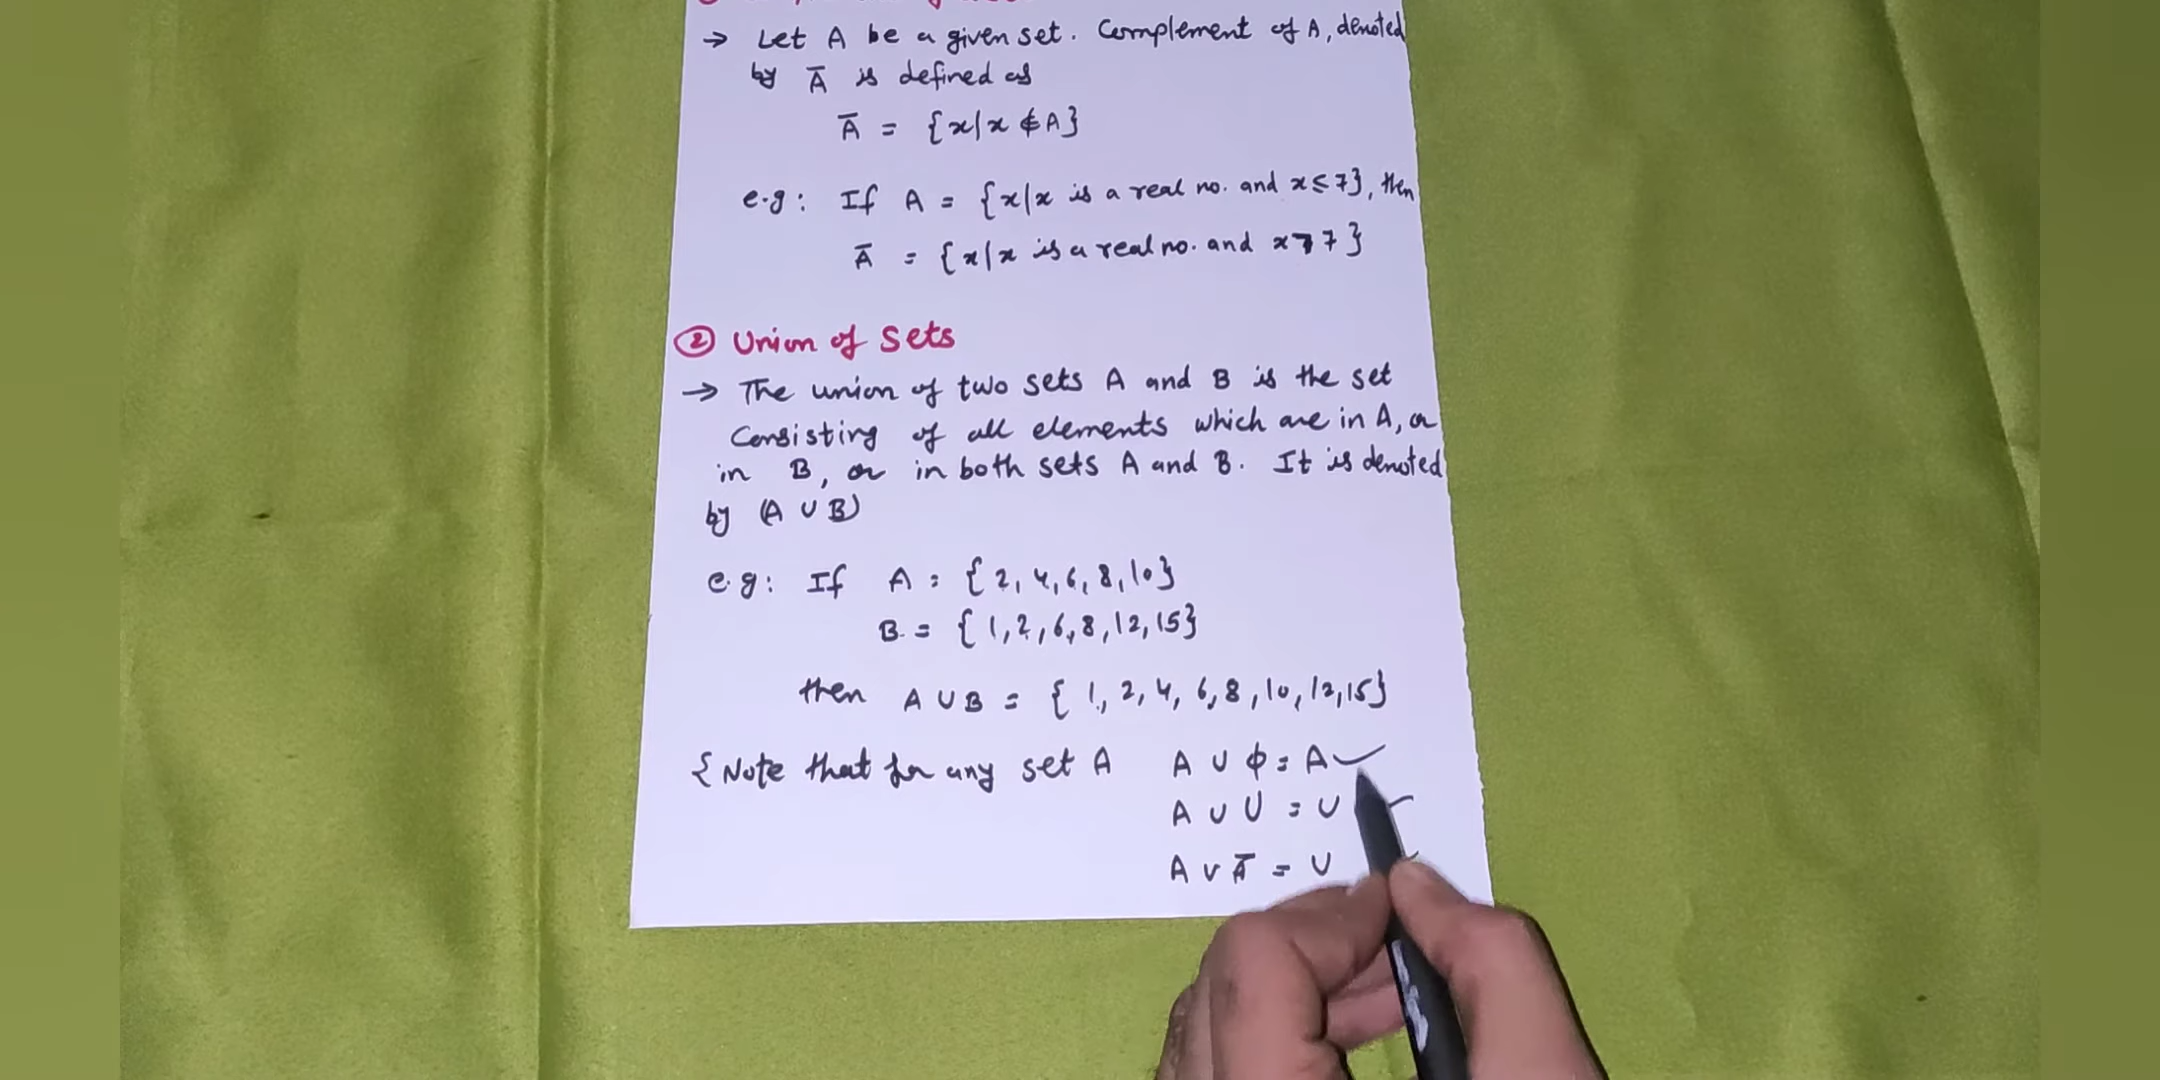 → Let A be a given set. Complement of A, denoted
by A̅ is defined as
A̅ = {x|x ∉ A}
e.g: If A = {x|x is a real no. and x ≤ 7}, then
A̅ = {x|x is a real no. and x > 7}
② Union of Sets
→ The union of two sets A and B is the set
Consisting of all elements which are in A, or
in B, or in both sets A and B. It is denoted
by (A ∪ B)
e.g: If A = {2, 4, 6, 8, 10}
B = {1, 2, 6, 8, 12, 15}
then A ∪ B = {1, 2, 4, 6, 8, 10, 12, 15}
{Note that for any set A A ∪ ϕ = A ✓
A ∪ U = U
A ∪ A̅ = U